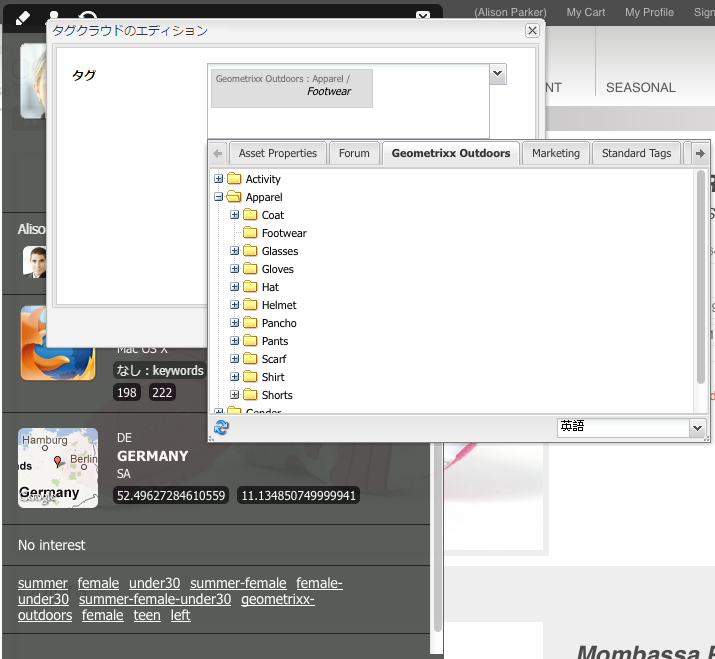 (Alison Parker) My Cart My Profile Sign
タグクラウドのエディション
NT SEASONAL
タグ
Geometrixx Outdoors : Apparel /
Footwear
Asset Properties Forum Geometrixx Outdoors Marketing Standard Tags
Activity
Apparel
Coat
Footwear
Glasses
Gloves
Hat
Helmet
Pancho
Pants
Scarf
Shirt
Shorts
Gender
英語
Aliso
Mac OS X
なし : keywords
198 222
Hamburg
Berlin
nds
Germany
Google
DE
GERMANY
SA
52.49627284610559 11.134850749999941
No interest
summer female under30 summer-female female-
under30 summer-female-under30 geometrixx-
outdoors female teen left
Mombassa